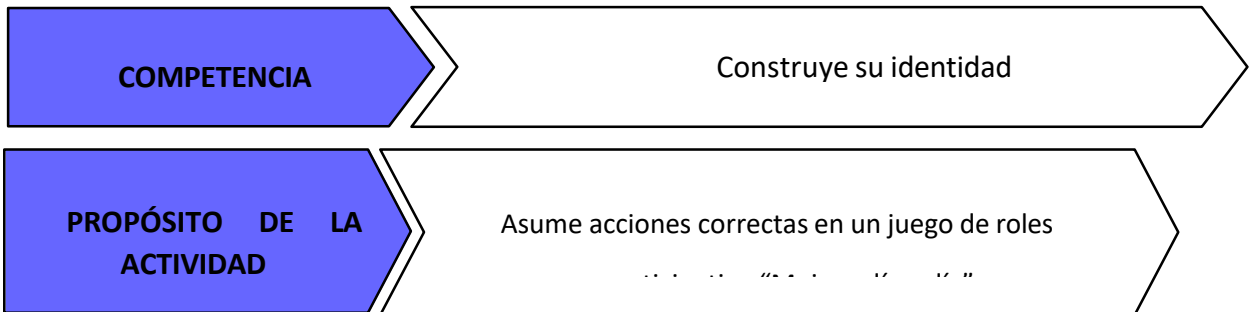 COMPETENCIA
Construye su identidad
PROPÓSITO DE LA
ACTIVIDAD
Asume acciones correctas en un juego de roles